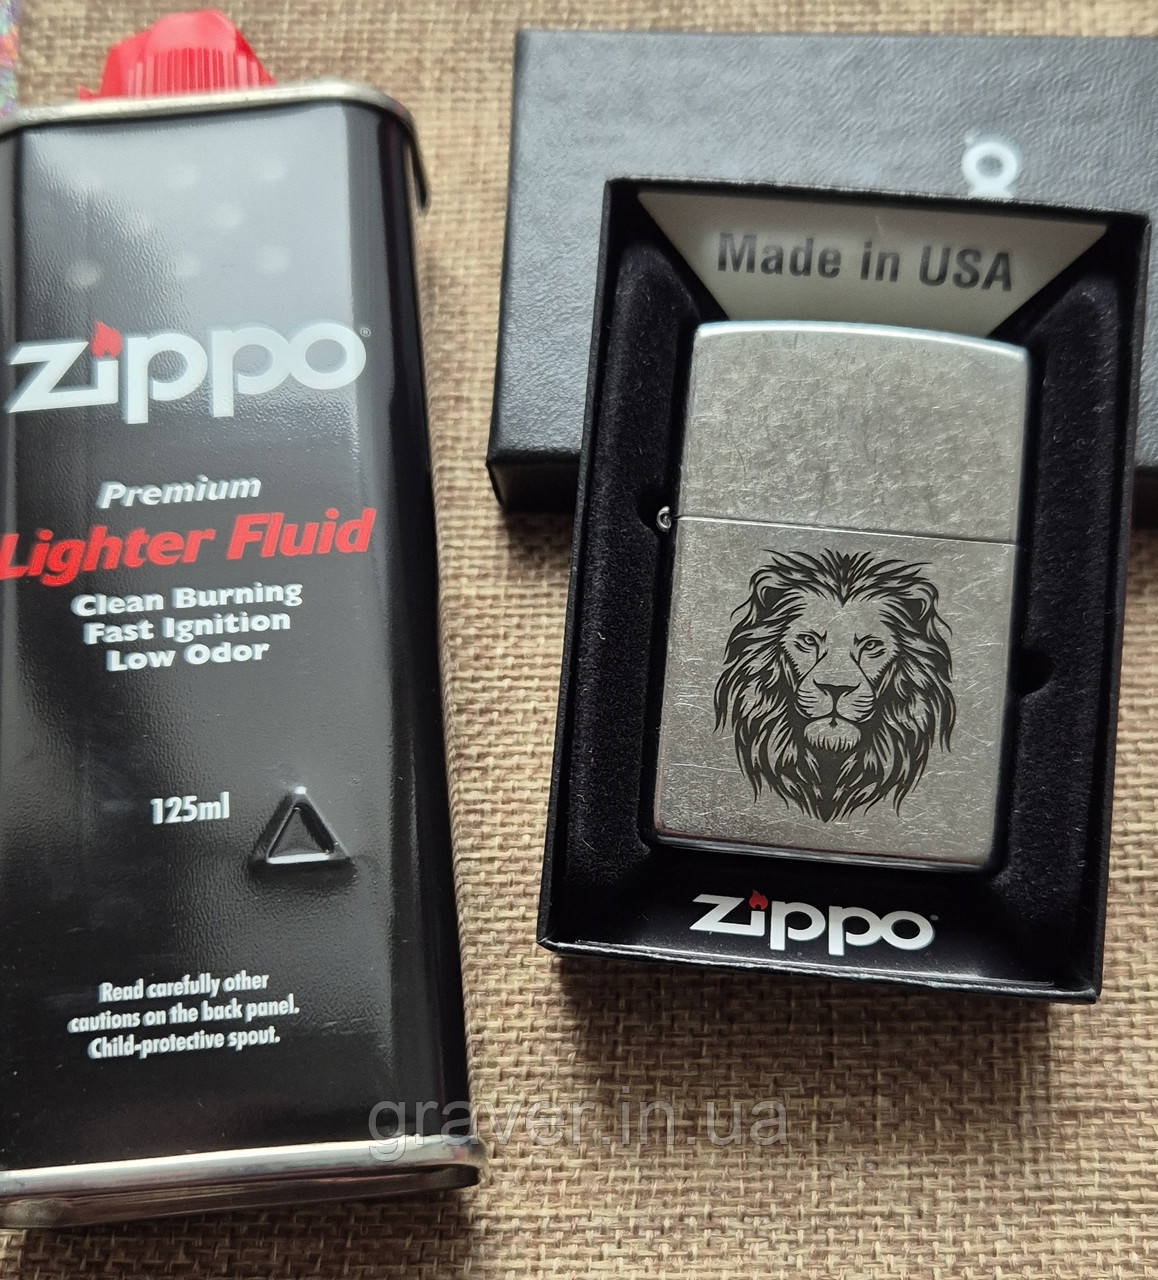 zippo®
Premium
Lighter Fluid
Clean Burning
Fast Ignition
Low Odor
125ml
Read carefully other
cautions on the back panel.
Child-protective spout.
Made in USA
zippo
graver.in.ua